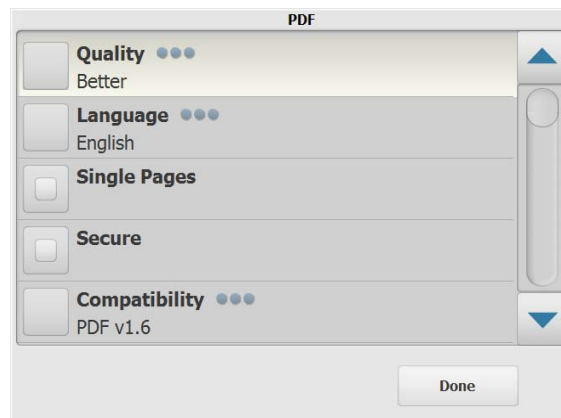 PDF
Quality
Better
Language
English
Single Pages
Secure
Compatibility
PDF v1.6
Done